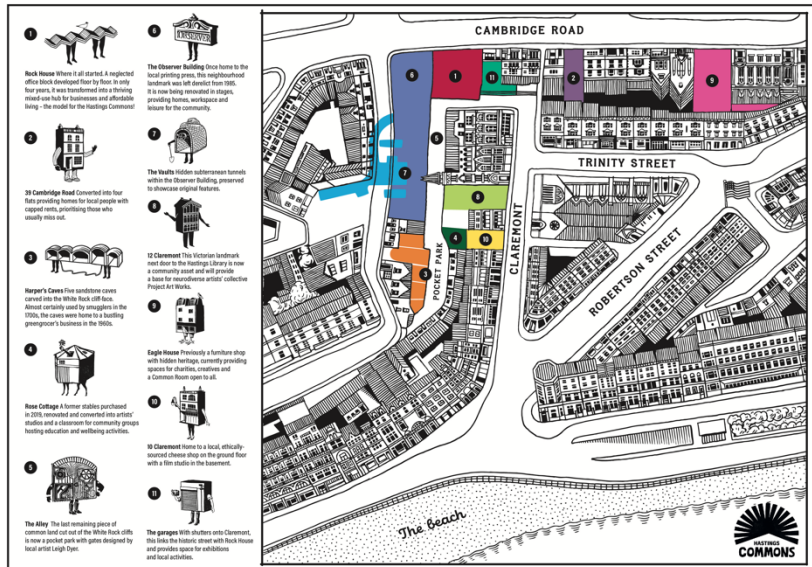 1
Rock House Where it all started. A neglected
office block developed floor by floor. In only
four years, it was transformed into a thriving
mixed-use hub for businesses and affordable
living – the model for the Hastings Commons!
2
39 Cambridge Road Converted into four
flats providing homes for local people with
capped rents, prioritising those who
usually miss out.
3
Harper's Caves Five sandstone caves
carved into the White Rock cliff-face.
Almost certainly used by smugglers in the
1700s, the caves were home to a bustling
greengrocer's business in the 1960s.
4
Rose Cottage A former stables purchased
in 2019, renovated and converted into artists'
studios and a classroom for community groups
hosting education and wellbeing activities.
5
The Alley The last remaining piece of
common land cut out of the White Rock cliffs
is now a pocket park with gates designed by
local artist Leigh Dyer.
6
OBSERVER
The Observer Building Once home to the
local printing press, this neighbourhood
landmark was left derelict from 1985.
It is now being renovated in stages,
providing homes, workspace and
leisure for the community.
7
The Vaults Hidden subterranean tunnels
within the Observer Building, preserved
to showcase original features.
8
12 Claremont This Victorian landmark
next door to the Hastings Library is now
a community asset and will provide
a base for neurodiverse artists' collective
Project Art Works.
9
Eagle House Previously a furniture shop
with hidden heritage, currently providing
spaces for charities, creatives and
a Common Room open to all.
10
10 Claremont Home to a local, ethically-
sourced cheese shop on the ground floor
with a film studio in the basement.
11
The garages With shutters onto Claremont,
this links the historic street with Rock House
and provides space for exhibitions
and local activities.
CAMBRIDGE ROAD
6
1
11
2
9
5
TRINITY STREET
7
8
4
10
3
POCKET PARK
CLAREMONT
ROBERTSON STREET
The Beach
HASTINGS
COMMONS